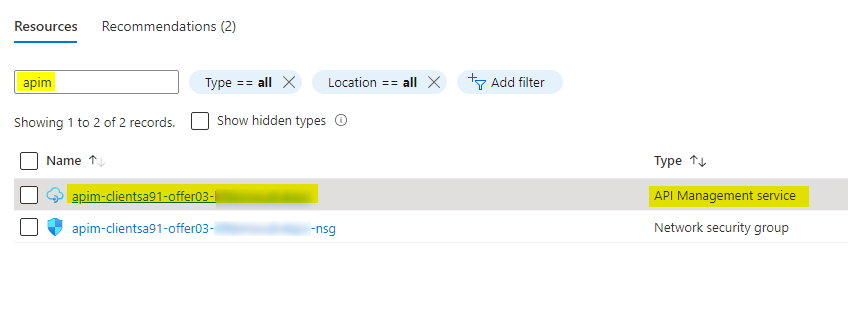 Resources Recommendations (2)
apim Type == all Location == all Add filter
Showing 1 to 2 of 2 records. Show hidden types
Name Type
apim-clientsa91-offer03- API Management service
apim-clientsa91-offer03- -nsg Network security group